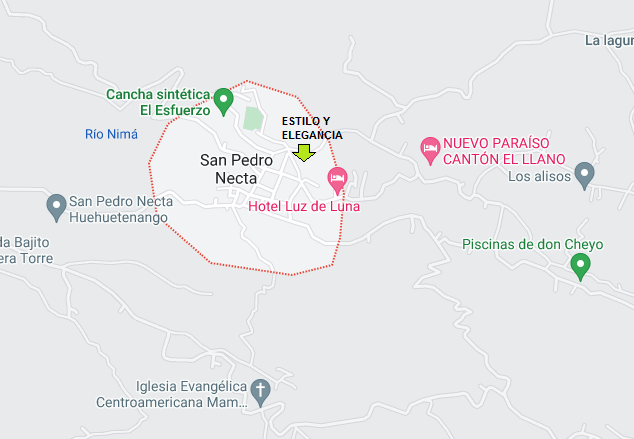 La lagun
Cancha sintética
El Esfuerzo
ESTILO Y
ELEGANCIA
Río Nimá
NUEVO PARAÍSO
CANTÓN EL LLANO
San Pedro
Necta
Los alisos
San Pedro Necta
Huehuetenango
Hotel Luz de Luna
da Bajito
era Torre
Piscinas de don Cheyo
Iglesia Evangélica
Centroamericana Mam...